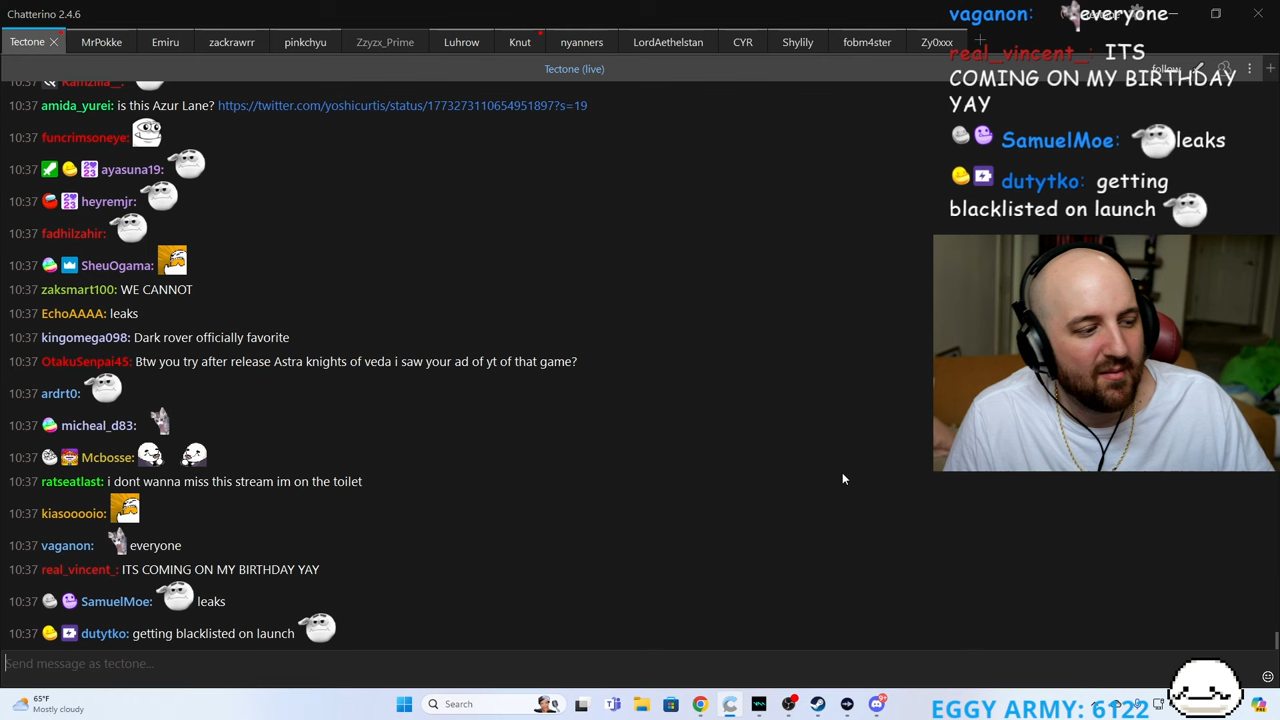 Chatterino 2.4.6
Tectone MrPokke Emiru zackrawrr pinkchyu Zzyzx_Prime Luhrow Knut nyanners LordAethelstan CYR Shylily fobm4ster Zy0xxx
Tectone (live)
follow
Ramzilla_:
amida_yurei: is this Azur Lane? https://twitter.com/yoshicurtis/status/1773273110654951897?s=19
10:37 funcrimsoneye:
10:37 ayasuna19:
10:37 heyremjr:
10:37 fadhilzahir:
10:37 SheuOgama:
10:37 zaksmart100: WE CANNOT
10:37 EchoAAAA: leaks
10:37 kingomega098: Dark rover officially favorite
10:37 OtakuSenpai45: Btw you try after release Astra knights of veda i saw your ad of yt of that game?
10:37 ardrt0:
10:37 micheal_d83:
10:37 Mcbosse:
10:37 ratseatlast: i dont wanna miss this stream im on the toilet
10:37 kiasooooio:
10:37 vaganon: everyone
10:37 real_vincent_: ITS COMING ON MY BIRTHDAY YAY
10:37 SamuelMoe: leaks
10:37 dutytko: getting blacklisted on launch
Send message as tectone...
vaganon: everyone
real_vincent_: ITS
COMING ON MY BIRTHDAY
YAY
SamuelMoe: leaks
dutytko: getting
blacklisted on launch
65°F
Mostly cloudy
Search
EGGY ARMY: 6122